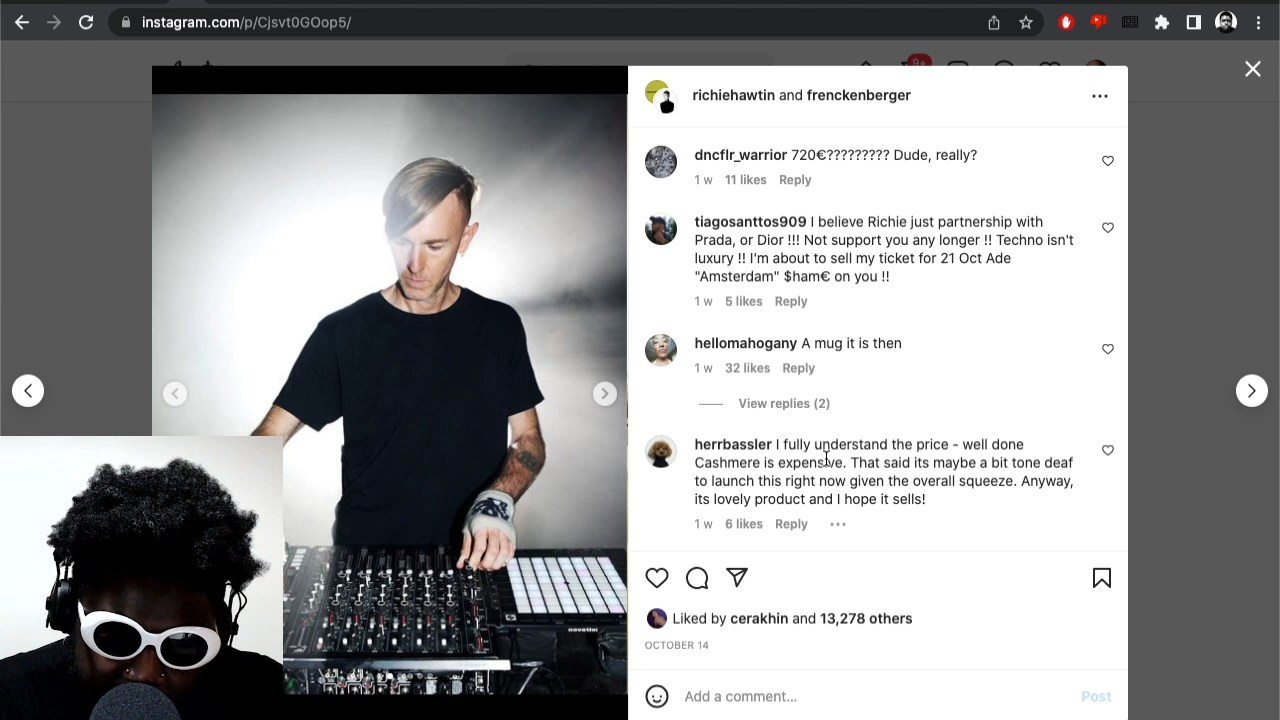 instagram.com/p/Cjsvt0GOop5/
9+
richiehawtin and frenckenberger
dncflr_warrior 720€????????? Dude, really?
1 w 11 likes Reply
tiagosanttos909 I believe Richie just partnership with
Prada, or Dior !!! Not support you any longer !! Techno isn't
luxury !! I'm about to sell my ticket for 21 Oct Ade
"Amsterdam" $ham€ on you !!
1 w 5 likes Reply
hellomahogany A mug it is then
1 w 32 likes Reply
View replies (2)
herrbassler I fully understand the price - well done
Cashmere is expensive. That said its maybe a bit tone deaf
to launch this right now given the overall squeeze. Anyway,
its lovely product and I hope it sells!
1 w 6 likes Reply
Liked by cerakhin and 13,278 others
OCTOBER 14
Add a comment... Post
novation